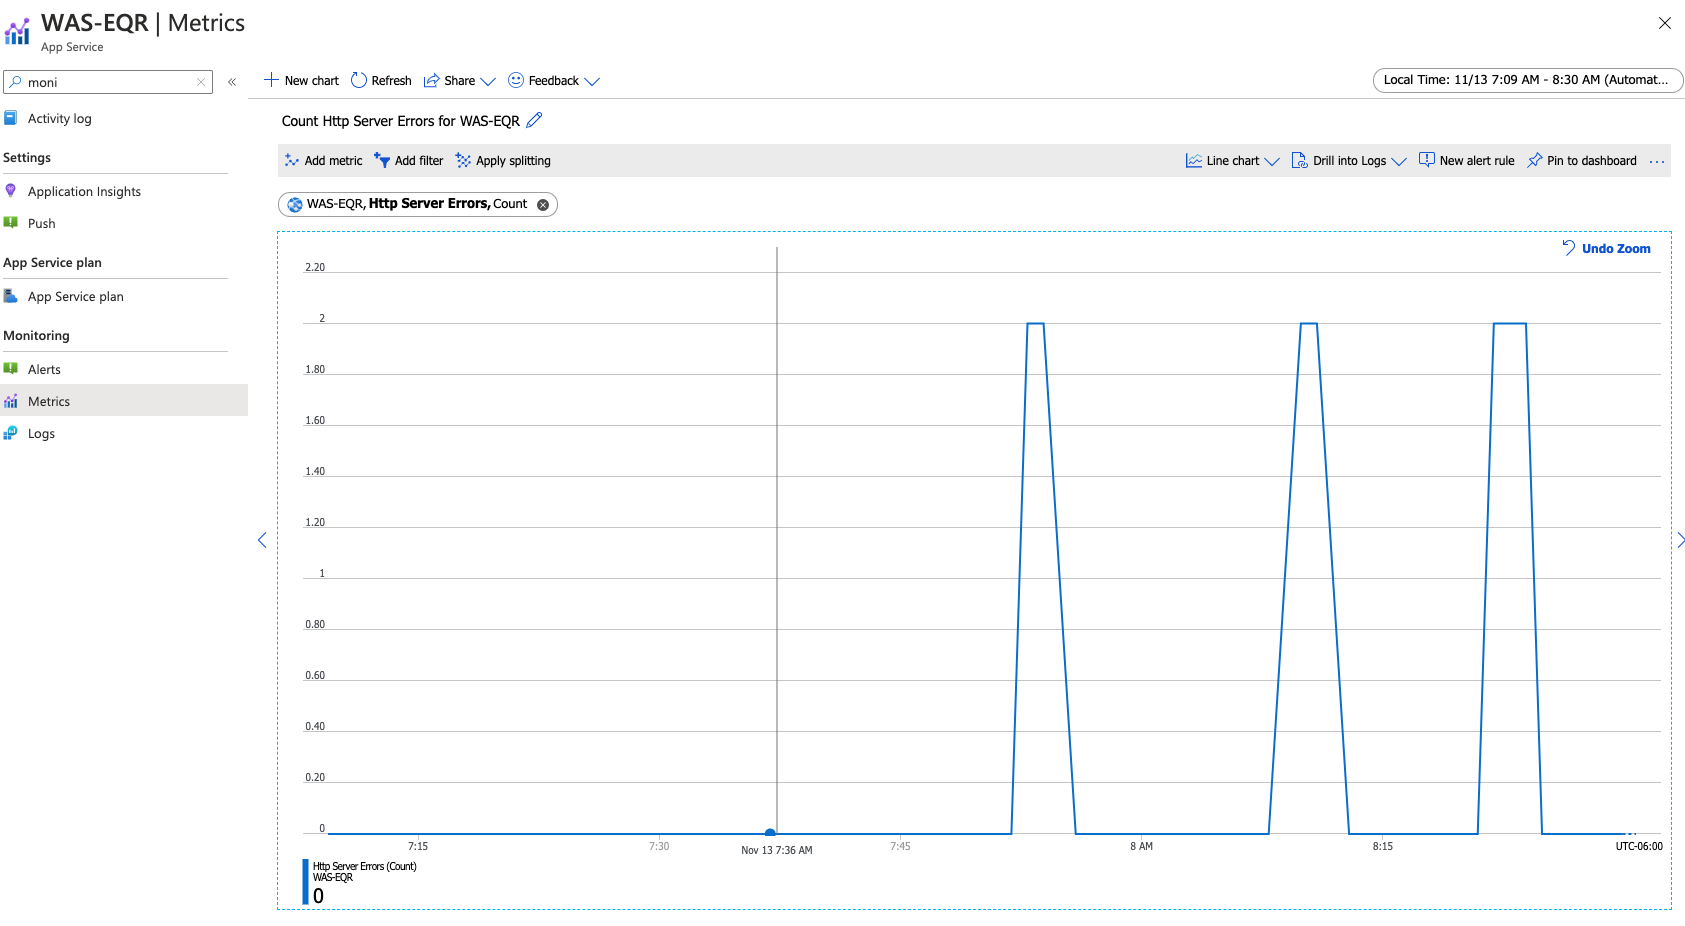 WAS-EQR | Metrics
App Service
moni
«
New chart
Refresh
Share
Feedback
Local Time: 11/13 7:09 AM - 8:30 AM (Automat...
Activity log
Settings
Application Insights
Push
App Service plan
App Service plan
Monitoring
Alerts
Metrics
Logs
Count Http Server Errors for WAS-EQR
Add metric
Add filter
Apply splitting
Line chart
Drill into Logs
New alert rule
Pin to dashboard
...
WAS-EQR, Http Server Errors, Count
Undo Zoom
2.20
2
1.80
1.60
1.40
1.20
1
0.80
0.60
0.40
0.20
0
7:15
7:30
Nov 13 7:36 AM
7:45
8 AM
8:15
UTC-06:00
Http Server Errors (Count)
WAS-EQR
0